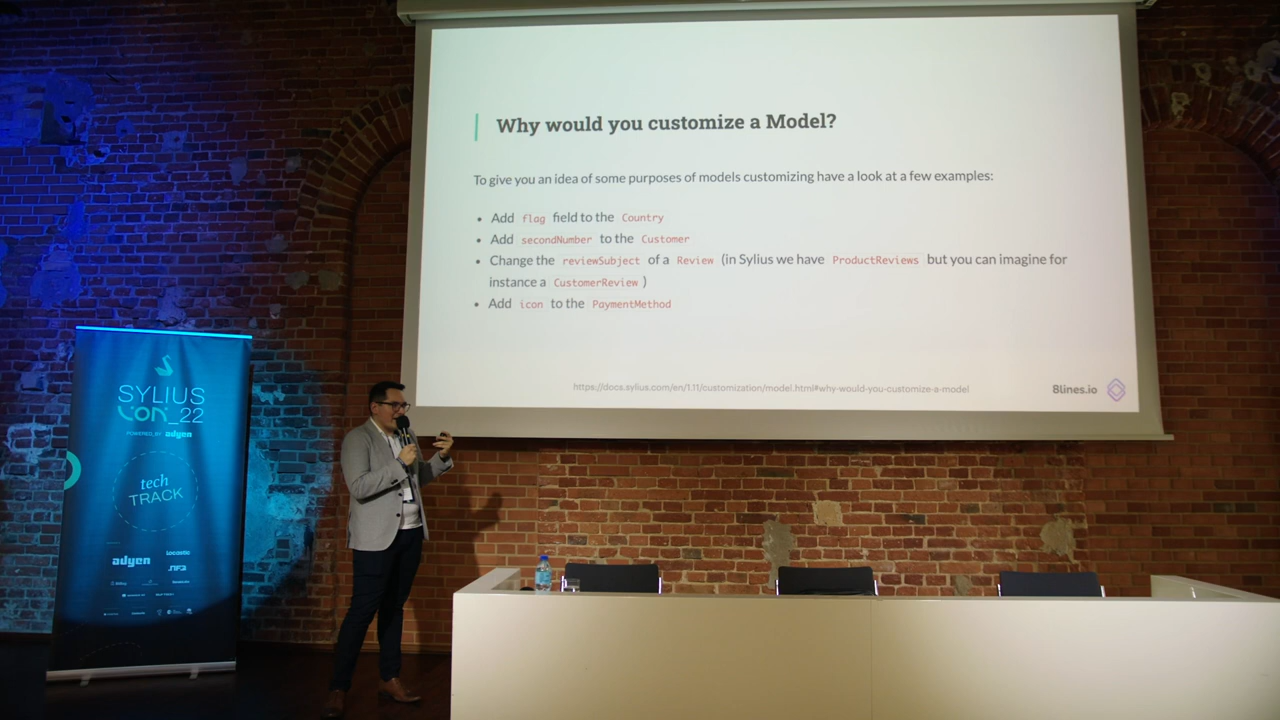 Why would you customize a Model?
To give you an idea of some purposes of models customizing have a look at a few examples:
• Add flag field to the Country
• Add secondNumber to the Customer
• Change the reviewSubject of a Review (in Sylius we have ProductReviews but you can imagine for
instance a CustomerReview )
• Add icon to the PaymentMethod
https://docs.sylius.com/en/1.11/customization/model.html#why-would-you-customize-a-model
8lines.io
SYLIUS
Con_22
POWERED_BY adyen
tech
TRACK
adyen
locastic